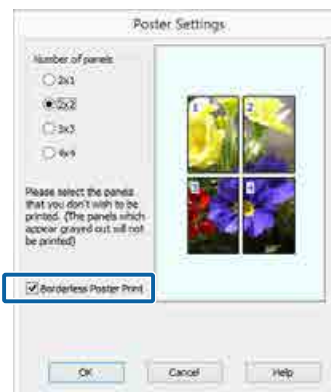 Poster Settings
Number of panels
2x1
2x2
3x3
4x4
Please select the panels
that you don't wish to be
printed. (The panels which
appear grayed out will not
be printed)
1
2
3
4
Borderless Poster Print
OK
Cancel
Help